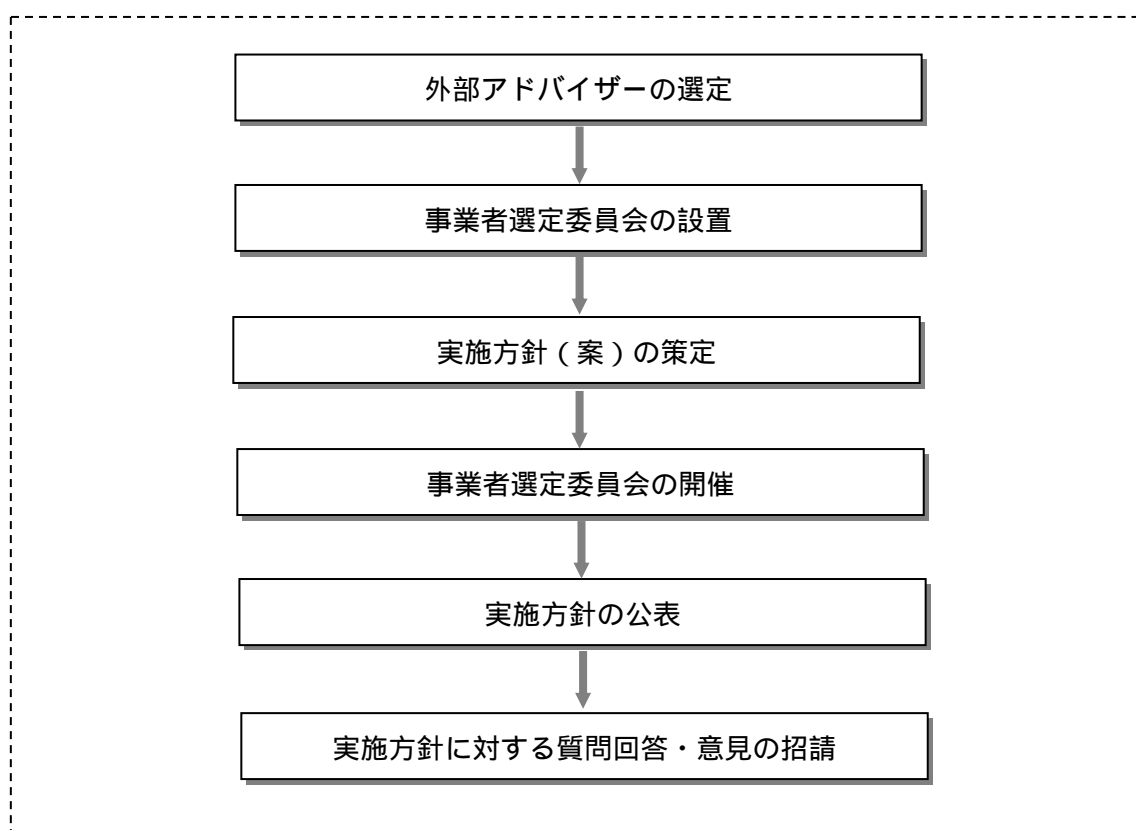 外部アドバイザーの選定
事業者選定委員会の設置
実施方針（案）の策定
事業者選定委員会の開催
実施方針の公表
実施方針に対する質問回答・意見の招請